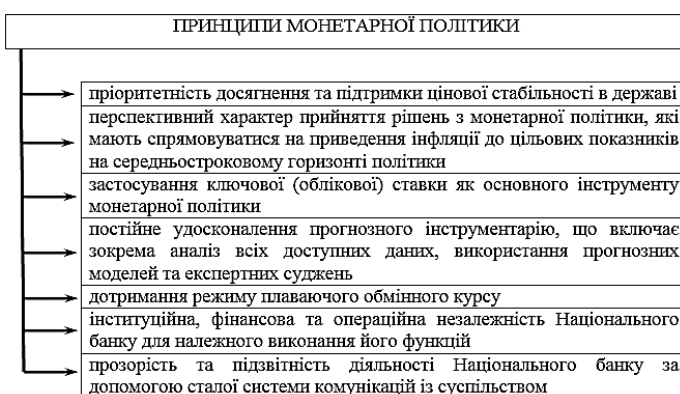 ПРИНЦИПИ МОНЕТАРНОЇ ПОЛІТИКИ
пріоритетність досягнення та підтримки цінової стабільності в державі
перспективний характер прийняття рішень з монетарної політики, які
мають спрямовуватися на приведення інфляції до цільових показників
на середньостроковому горизонті політики
застосування ключової (облікової) ставки як основного інструменту
монетарної політики
постійне удосконалення прогнозного інструментарію, що включає
зокрема аналіз всіх доступних даних, використання прогнозних
моделей та експертних суджень
дотримання режиму плаваючого обмінного курсу
інституційна, фінансова та операційна незалежність Національного
банку для належного виконання його функцій
прозорість та підзвітність діяльності Національного банку за
допомогою сталої системи комунікацій із суспільством